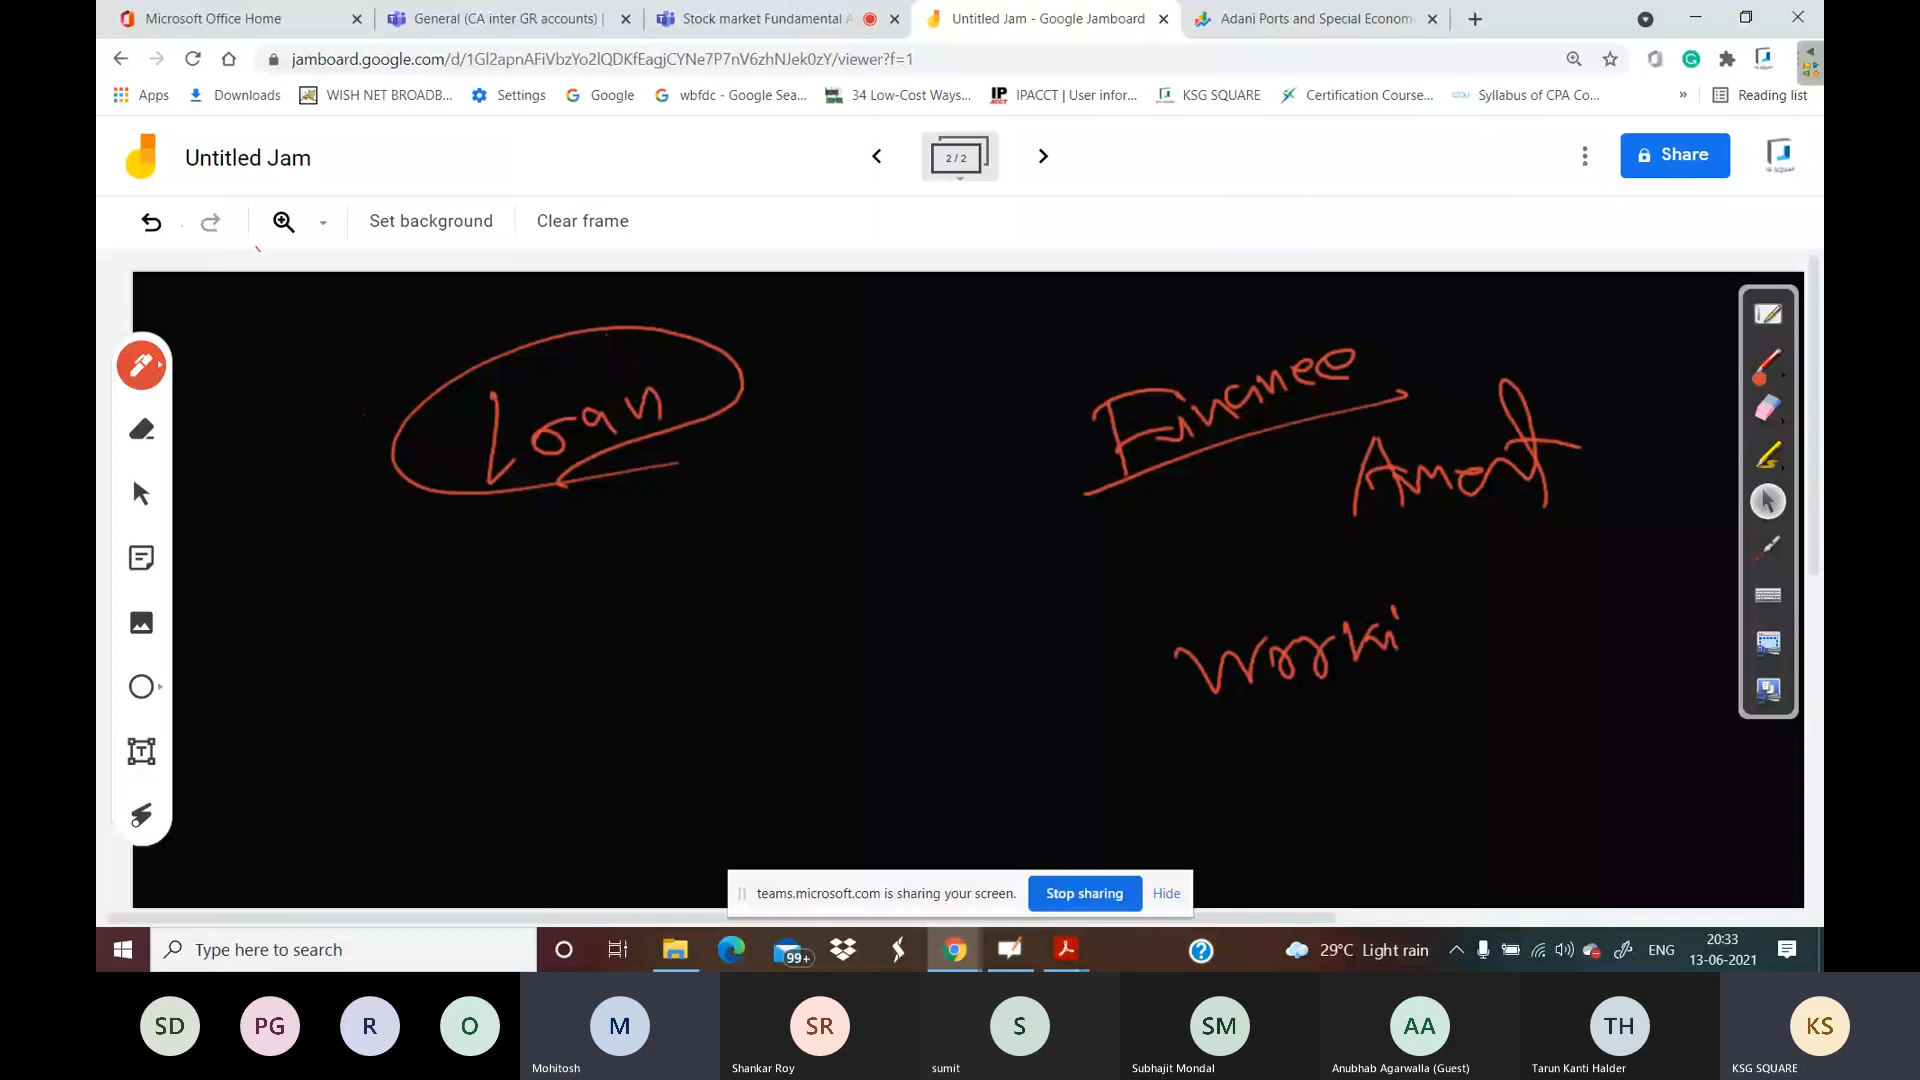 Microsoft Office Home
General (CA inter GR accounts) |
Stock market Fundamental A
Untitled Jam - Google Jamboard
Adani Ports and Special Econom
jamboard.google.com/d/1Gl2apnAFiVbzYo2lQDKfEagjCYNe7P7nV6zhNJek0zY/viewer?f=1
Apps
Downloads
WISH NET BROADB...
Settings
Google
wbfdc - Google Sea...
34 Low-Cost Ways...
IPACCT | User infor...
KSG SQUARE
Certification Course...
Syllabus of CPA Co...
»
Reading list
Untitled Jam
2 / 2
Share
Set background
Clear frame
Loan
Finance
Worki
teams.microsoft.com is sharing your screen.
Stop sharing
Hide
Type here to search
99+
29°C Light rain
ENG
20:33
13-06-2021
SD
PG
R
O
M
SR
S
SM
AA
TH
KS
Mohitosh
Shankar Roy
sumit
Subhajit Mondal
Anubhab Agarwalla (Guest)
Tarun Kanti Halder
KSG SQUARE